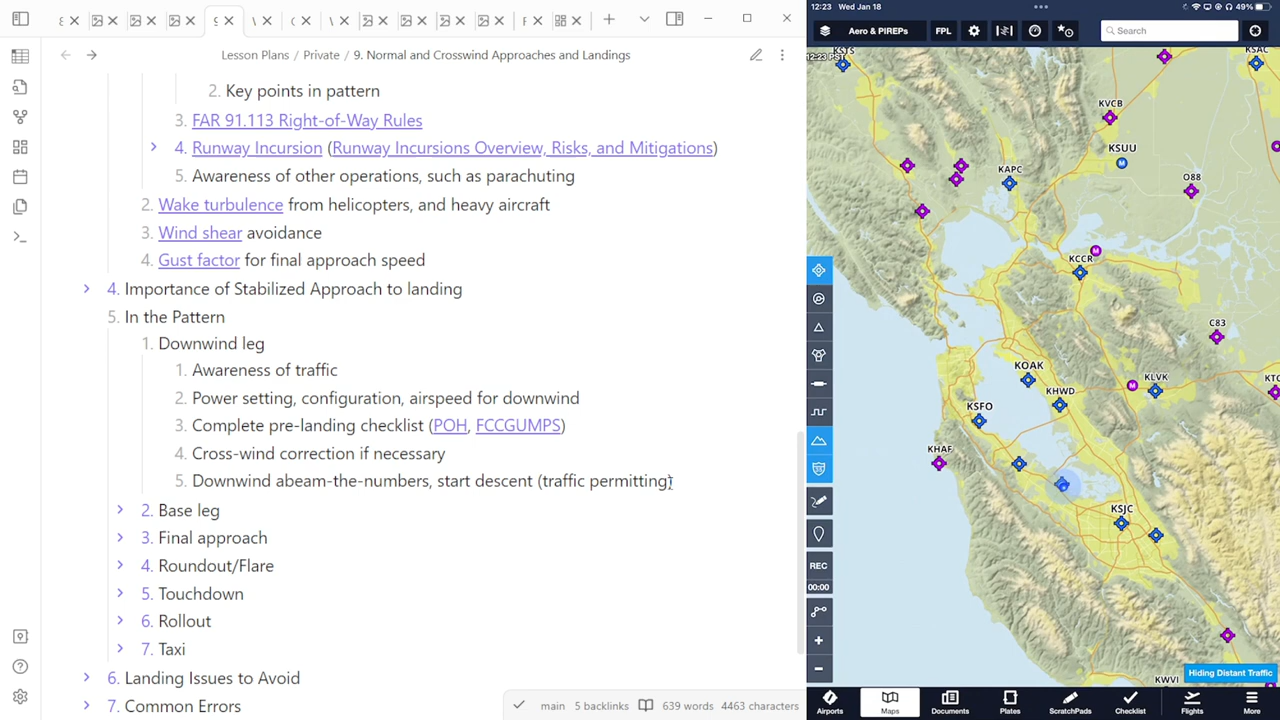 Lesson Plans / Private / 9. Normal and Crosswind Approaches and Landings
2. Key points in pattern
3. FAR 91.113 Right-of-Way Rules
4. Runway Incursion (Runway Incursions Overview, Risks, and Mitigations)
5. Awareness of other operations, such as parachuting
2. Wake turbulence from helicopters, and heavy aircraft
3. Wind shear avoidance
4. Gust factor for final approach speed
4. Importance of Stabilized Approach to landing
5. In the Pattern
1. Downwind leg
1. Awareness of traffic
2. Power setting, configuration, airspeed for downwind
3. Complete pre-landing checklist (POH, FCCGUMPS)
4. Cross-wind correction if necessary
5. Downwind abeam-the-numbers, start descent (traffic permitting)
2. Base leg
3. Final approach
4. Roundout/Flare
5. Touchdown
6. Rollout
7. Taxi
6. Landing Issues to Avoid
7. Common Errors
main 5 backlinks 639 words 4463 characters
12:23 Wed Jan 18 49%
Aero & PIREPs FPL Search
KSTS KSAC
12:23 PST
KVCB
KSUU
KAPC O88
KCCR
C83
KOAK
KLVK
KHWD
KSFO
KHAF
KSJC
REC
00:00
Hiding Distant Traffic
KWVI
Airports Maps Documents Plates ScratchPads Checklist Flights More